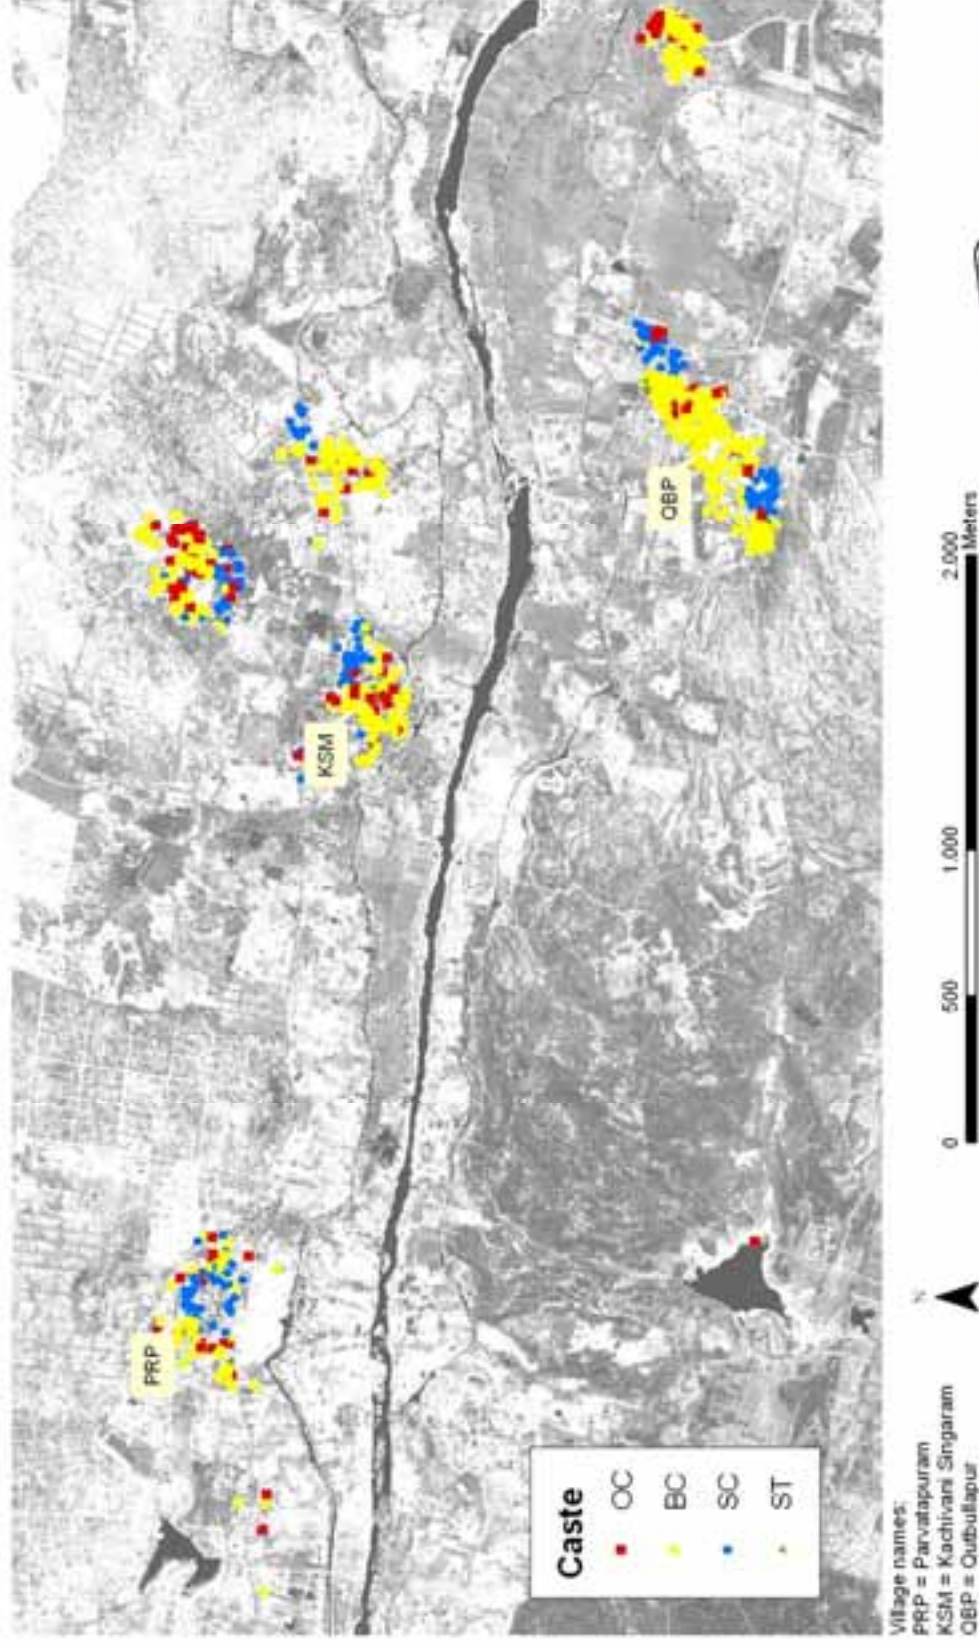 PRP
KSM
QBP
Caste
OC
BC
SC
ST
N
0 500 1.000 2.000
Meters
Village names:
PRP = Parvatapuram
KSM = Kachivani Singaram
QBP = Qutbullapur